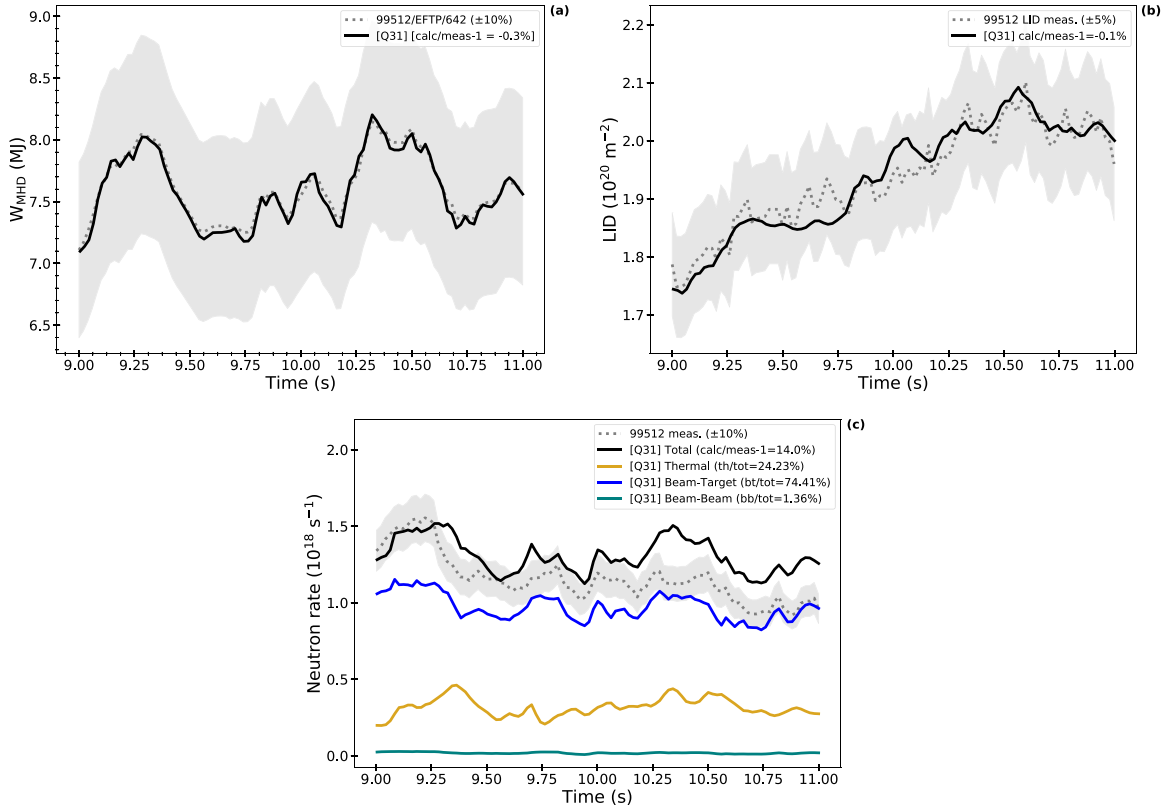 (a)
99512/EFTP/642 (±10%)
[Q31] [calc/meas-1 = -0.3%]
W_MHD (MJ)
9.0
8.5
8.0
7.5
7.0
6.5
9.00 9.25 9.50 9.75 10.00 10.25 10.50 10.75 11.00
Time (s)
(b)
99512 LID meas. (±5%)
[Q31] calc/meas-1=-0.1%
LID (10²⁰ m⁻²)
2.2
2.1
2.0
1.9
1.8
1.7
9.00 9.25 9.50 9.75 10.00 10.25 10.50 10.75 11.00
Time (s)
(c)
99512 meas. (±10%)
[Q31] Total (calc/meas-1=14.0%)
[Q31] Thermal (th/tot=24.23%)
[Q31] Beam-Target (bt/tot=74.41%)
[Q31] Beam-Beam (bb/tot=1.36%)
Neutron rate (10¹⁸ s⁻¹)
2.0
1.5
1.0
0.5
0.0
9.00 9.25 9.50 9.75 10.00 10.25 10.50 10.75 11.00
Time (s)